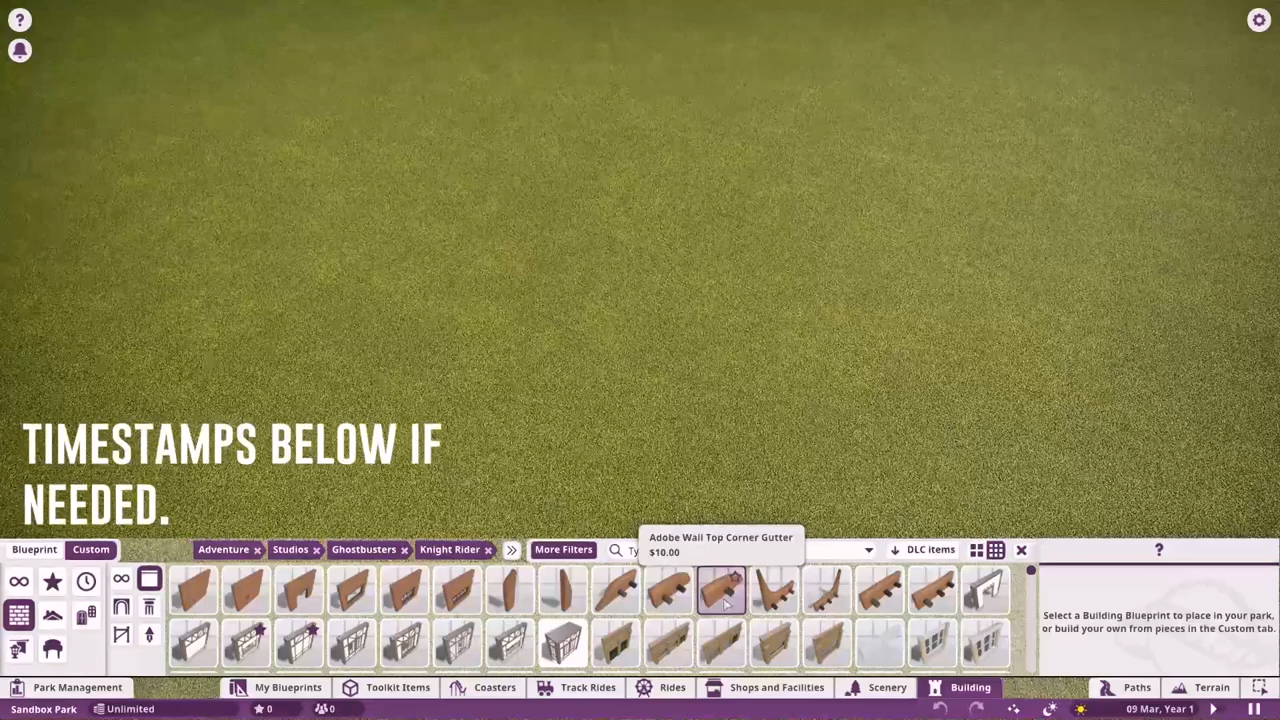 ?
TIMESTAMPS BELOW IF
NEEDED.
Adobe Wall Top Corner Gutter
$10.00
Blueprint Custom Adventure Studios Ghostbusters Knight Rider More Filters Ty DLC items ?
Select a Building Blueprint to place in your park,
or build your own from pieces in the Custom tab.
Park Management My Blueprints Toolkit Items Coasters Track Rides Rides Shops and Facilities Scenery Building Paths Terrain
Sandbox Park Unlimited 0 0 09 Mar, Year 1